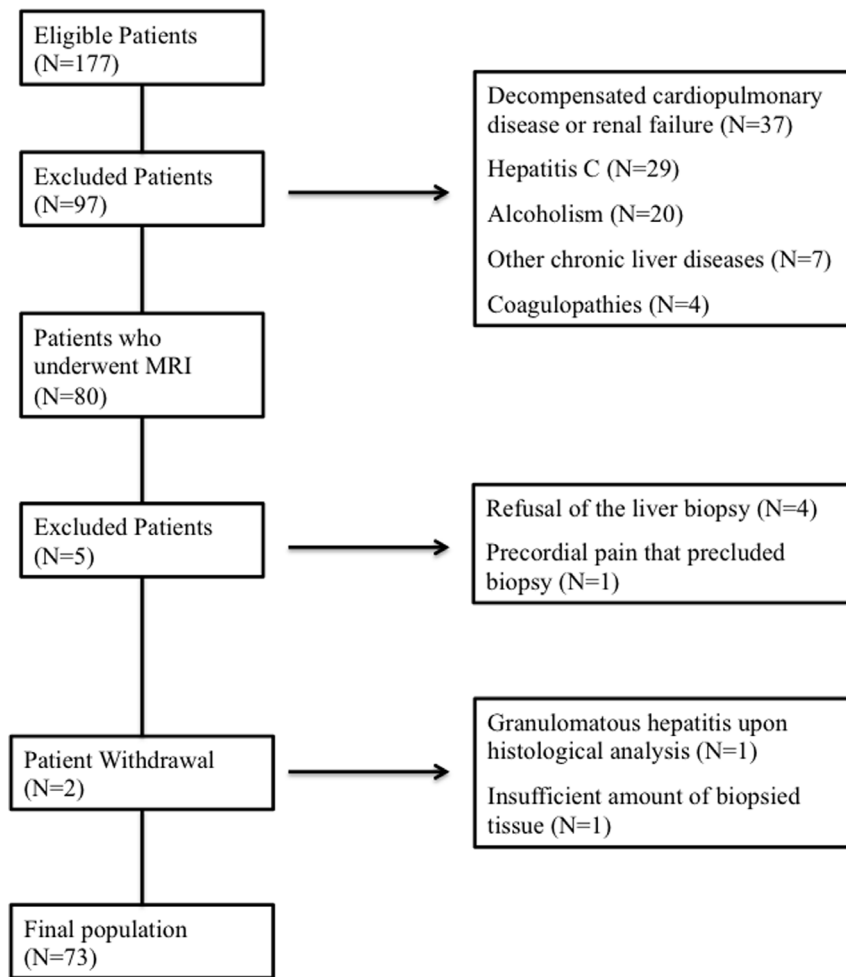 Eligible Patients
(N=177)
Decompensated cardiopulmonary
disease or renal failure (N=37)
Hepatitis C (N=29)
Alcoholism (N=20)
Other chronic liver diseases (N=7)
Coagulopathies (N=4)
Excluded Patients
(N=97)
Patients who
underwent MRI
(N=80)
Excluded Patients
(N=5)
Refusal of the liver biopsy (N=4)
Precordial pain that precluded
biopsy (N=1)
Patient Withdrawal
(N=2)
Granulomatous hepatitis upon
histological analysis (N=1)
Insufficient amount of biopsied
tissue (N=1)
Final population
(N=73)